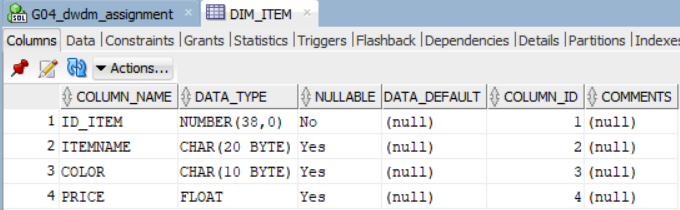 G04_dwdm_assignment × DIM_ITEM ×
Columns Data Constraints Grants Statistics Triggers Flashback Dependencies Details Partitions Indexes
Actions...
COLUMN_NAME DATA_TYPE NULLABLE DATA_DEFAULT COLUMN_ID COMMENTS
1 ID_ITEM NUMBER(38,0) No (null) 1 (null)
2 ITEMNAME CHAR(20 BYTE) Yes (null) 2 (null)
3 COLOR CHAR(10 BYTE) Yes (null) 3 (null)
4 PRICE FLOAT Yes (null) 4 (null)